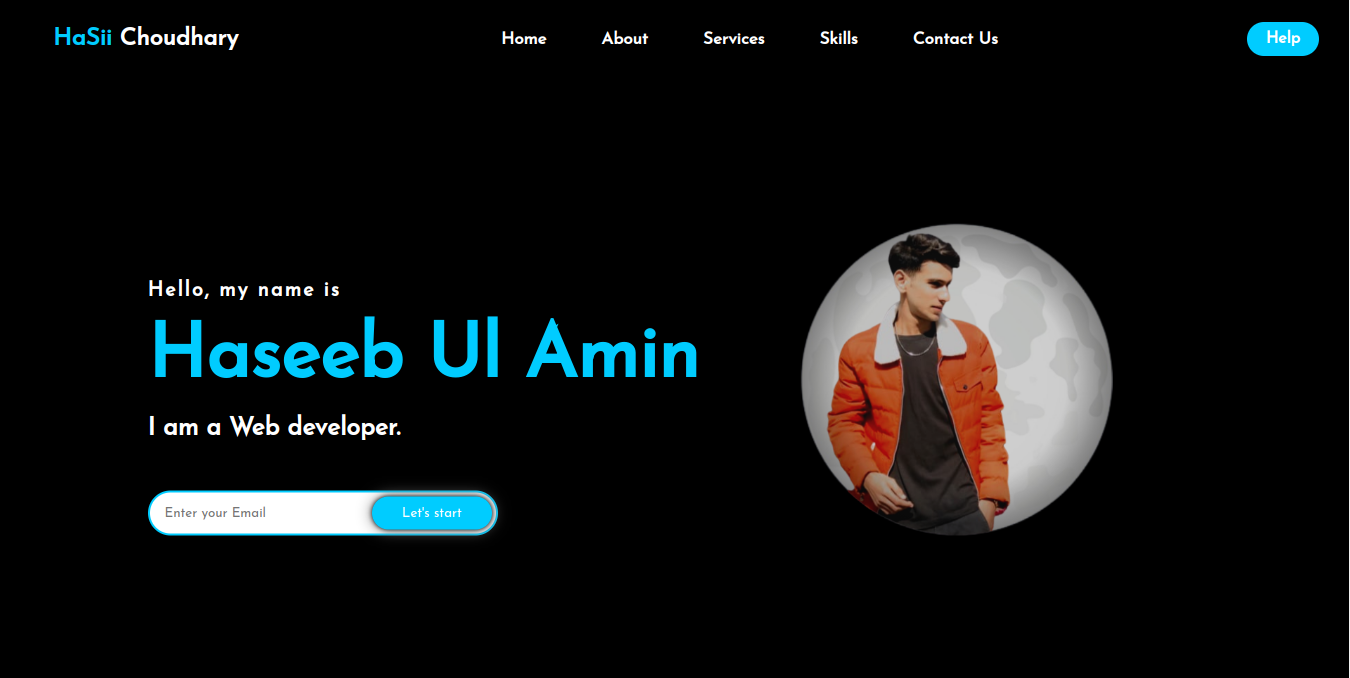 HaSii Choudhary
Home About Services Skills Contact Us
Help
Hello, my name is
Haseeb Ul Amin
I am a Web developer.
Enter your Email
Let's start